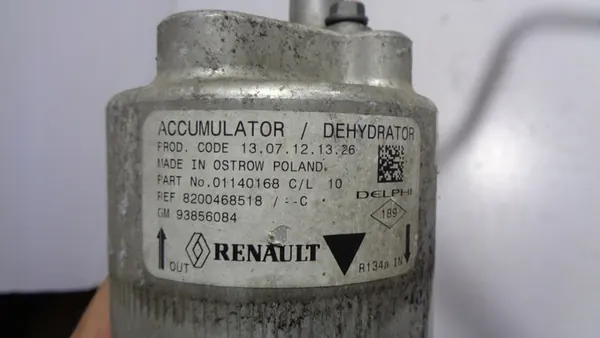 ACCUMULATOR / DEHYDRATOR
PROD. CODE 13.07.12.13.26
MADE IN OSTROW POLAND.
PART No.01140168 C/L 10
DELPHI
REF 8200468518 /--C
GM 93856084
189
OUT RENAULT R134a IN